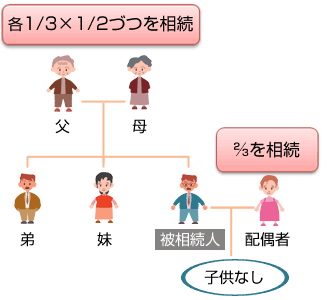 各1/3×1/2づつを相続
父
母
⅔を相続
弟
妹
被相続人
配偶者
子供なし